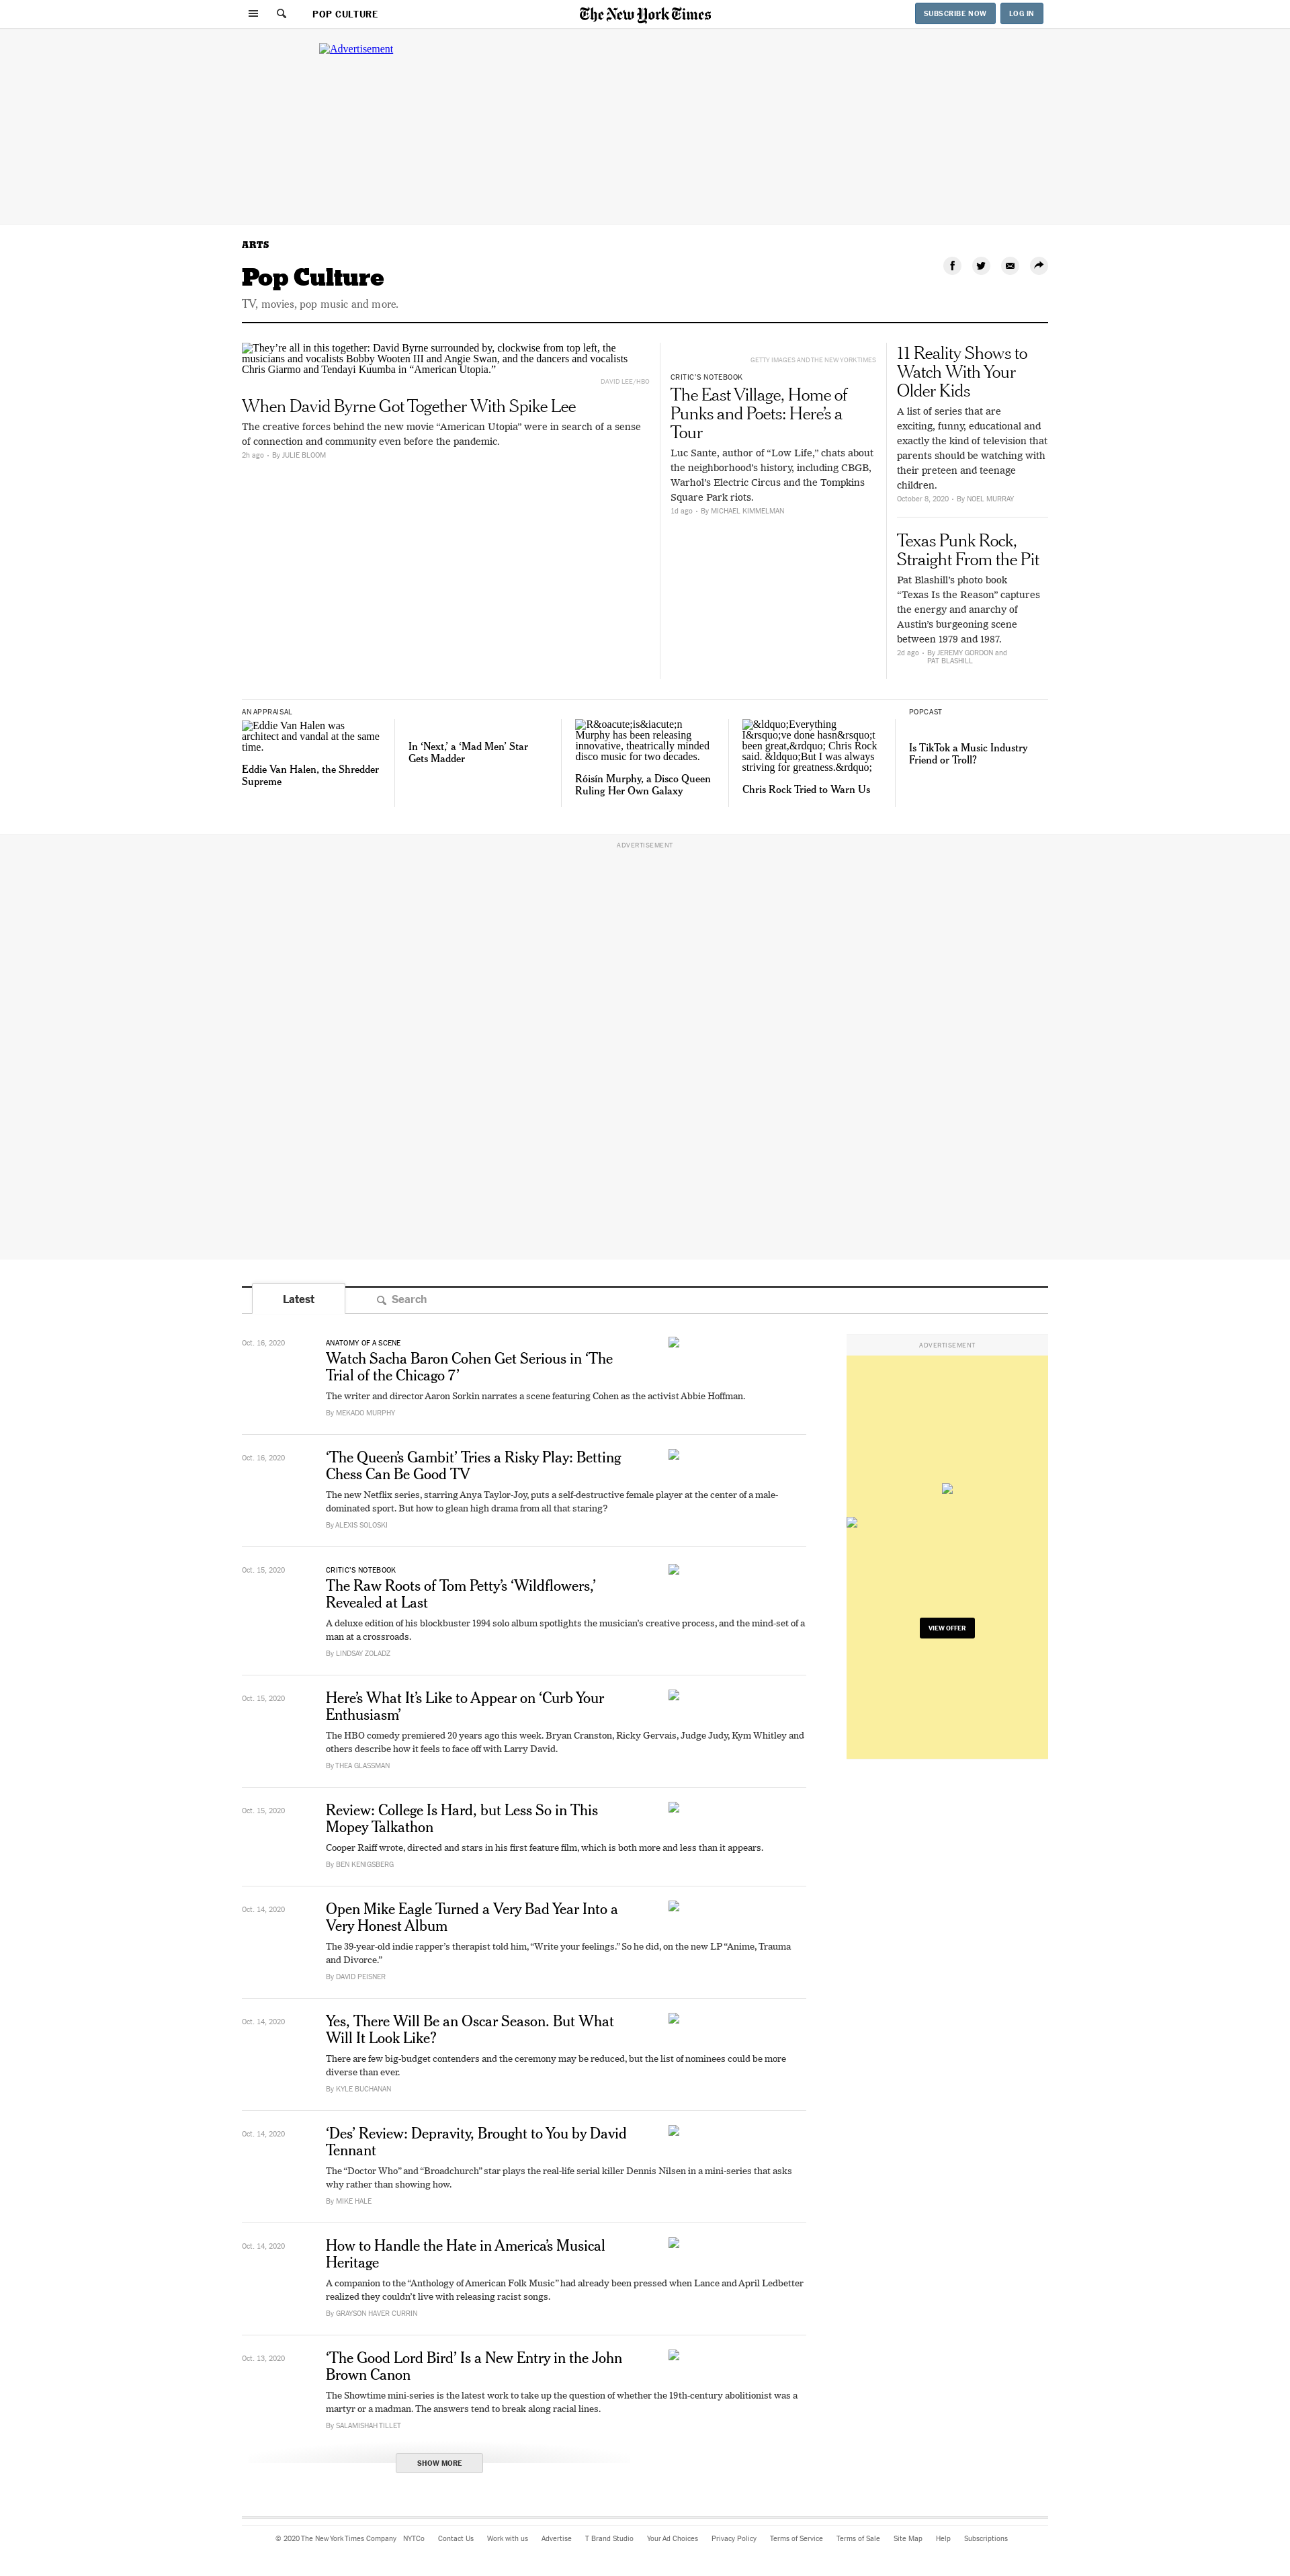 POP CULTURE
The New York Times
SUBSCRIBE NOW
LOG IN
Advertisement
ARTS
Pop Culture
TV, movies, pop music and more.
They’re all in this together: David Byrne surrounded by, clockwise from top left, the
musicians and vocalists Bobby Wooten III and Angie Swan, and the dancers and vocalists
Chris Giarmo and Tendayi Kuumba in “American Utopia.”
DAVID LEE/HBO
When David Byrne Got Together With Spike Lee
The creative forces behind the new movie “American Utopia” were in search of a sense
of connection and community even before the pandemic.
2h ago • By JULIE BLOOM
GETTY IMAGES AND THE NEW YORK TIMES
CRITIC’S NOTEBOOK
The East Village, Home of
Punks and Poets: Here’s a
Tour
Luc Sante, author of “Low Life,” chats about
the neighborhood’s history, including CBGB,
Warhol’s Electric Circus and the Tompkins
Square Park riots.
1d ago • By MICHAEL KIMMELMAN
11 Reality Shows to
Watch With Your
Older Kids
A list of series that are
exciting, funny, educational and
exactly the kind of television that
parents should be watching with
their preteen and teenage
children.
October 8, 2020 • By NOEL MURRAY
Texas Punk Rock,
Straight From the Pit
Pat Blashill’s photo book
“Texas Is the Reason” captures
the energy and anarchy of
Austin’s burgeoning scene
between 1979 and 1987.
2d ago • By JEREMY GORDON and
PAT BLASHILL
AN APPRAISAL
Eddie Van Halen was
architect and vandal at the same
time.
Eddie Van Halen, the Shredder
Supreme
In ‘Next,’ a ‘Mad Men’ Star
Gets Madder
R&oacute;is&iacute;n
Murphy has been releasing
innovative, theatrically minded
disco music for two decades.
Róisín Murphy, a Disco Queen
Ruling Her Own Galaxy
&ldquo;Everything
I&rsquo;ve done hasn&rsquo;t
been great,&rdquo; Chris Rock
said. &ldquo;But I was always
striving for greatness.&rdquo;
Chris Rock Tried to Warn Us
POPCAST
Is TikTok a Music Industry
Friend or Troll?
ADVERTISEMENT
Latest
Search
Oct. 16, 2020
ANATOMY OF A SCENE
Watch Sacha Baron Cohen Get Serious in ‘The
Trial of the Chicago 7’
The writer and director Aaron Sorkin narrates a scene featuring Cohen as the activist Abbie Hoffman.
By MEKADO MURPHY
ADVERTISEMENT
VIEW OFFER
Oct. 16, 2020
‘The Queen’s Gambit’ Tries a Risky Play: Betting
Chess Can Be Good TV
The new Netflix series, starring Anya Taylor-Joy, puts a self-destructive female player at the center of a male-
dominated sport. But how to glean high drama from all that staring?
By ALEXIS SOLOSKI
Oct. 15, 2020
CRITIC’S NOTEBOOK
The Raw Roots of Tom Petty’s ‘Wildflowers,’
Revealed at Last
A deluxe edition of his blockbuster 1994 solo album spotlights the musician’s creative process, and the mind-set of a
man at a crossroads.
By LINDSAY ZOLADZ
Oct. 15, 2020
Here’s What It’s Like to Appear on ‘Curb Your
Enthusiasm’
The HBO comedy premiered 20 years ago this week. Bryan Cranston, Ricky Gervais, Judge Judy, Kym Whitley and
others describe how it feels to face off with Larry David.
By THEA GLASSMAN
Oct. 15, 2020
Review: College Is Hard, but Less So in This
Mopey Talkathon
Cooper Raiff wrote, directed and stars in his first feature film, which is both more and less than it appears.
By BEN KENIGSBERG
Oct. 14, 2020
Open Mike Eagle Turned a Very Bad Year Into a
Very Honest Album
The 39-year-old indie rapper’s therapist told him, “Write your feelings.” So he did, on the new LP “Anime, Trauma
and Divorce.”
By DAVID PEISNER
Oct. 14, 2020
Yes, There Will Be an Oscar Season. But What
Will It Look Like?
There are few big-budget contenders and the ceremony may be reduced, but the list of nominees could be more
diverse than ever.
By KYLE BUCHANAN
Oct. 14, 2020
‘Des’ Review: Depravity, Brought to You by David
Tennant
The “Doctor Who” and “Broadchurch” star plays the real-life serial killer Dennis Nilsen in a mini-series that asks
why rather than showing how.
By MIKE HALE
Oct. 14, 2020
How to Handle the Hate in America’s Musical
Heritage
A companion to the “Anthology of American Folk Music” had already been pressed when Lance and April Ledbetter
realized they couldn’t live with releasing racist songs.
By GRAYSON HAVER CURRIN
Oct. 13, 2020
‘The Good Lord Bird’ Is a New Entry in the John
Brown Canon
The Showtime mini-series is the latest work to take up the question of whether the 19th-century abolitionist was a
martyr or a madman. The answers tend to break along racial lines.
By SALAMISHAH TILLET
SHOW MORE
© 2020 The New York Times Company NYTCo Contact Us Work with us Advertise T Brand Studio Your Ad Choices Privacy Policy Terms of Service Terms of Sale Site Map Help Subscriptions